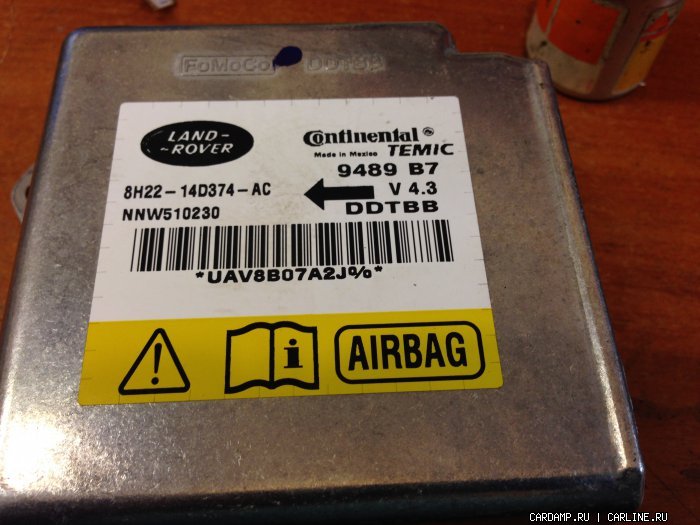 FoMoCo DDTBB
LAND-
~ROVER
Continental
Made in Mexico TEMIC
9489 B7
8H22-14D374-AC V 4.3
NNW510230 DDTBB
*UAV8B07A2J%*
i AIRBAG
CARDAMP.RU | CARLINE.RU